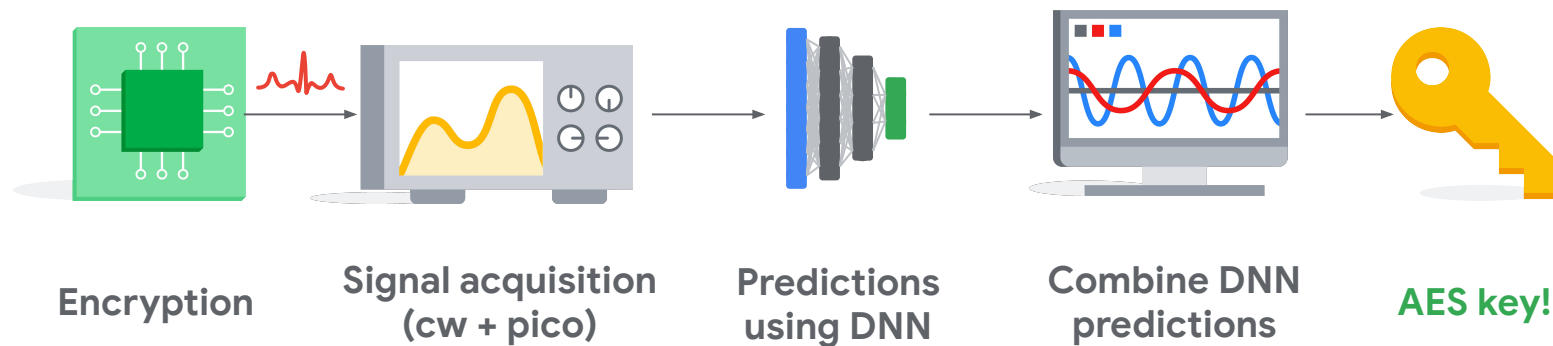 Encryption
Signal acquisition
(cw + pico)
Predictions
using DNN
Combine DNN
predictions
AES key!